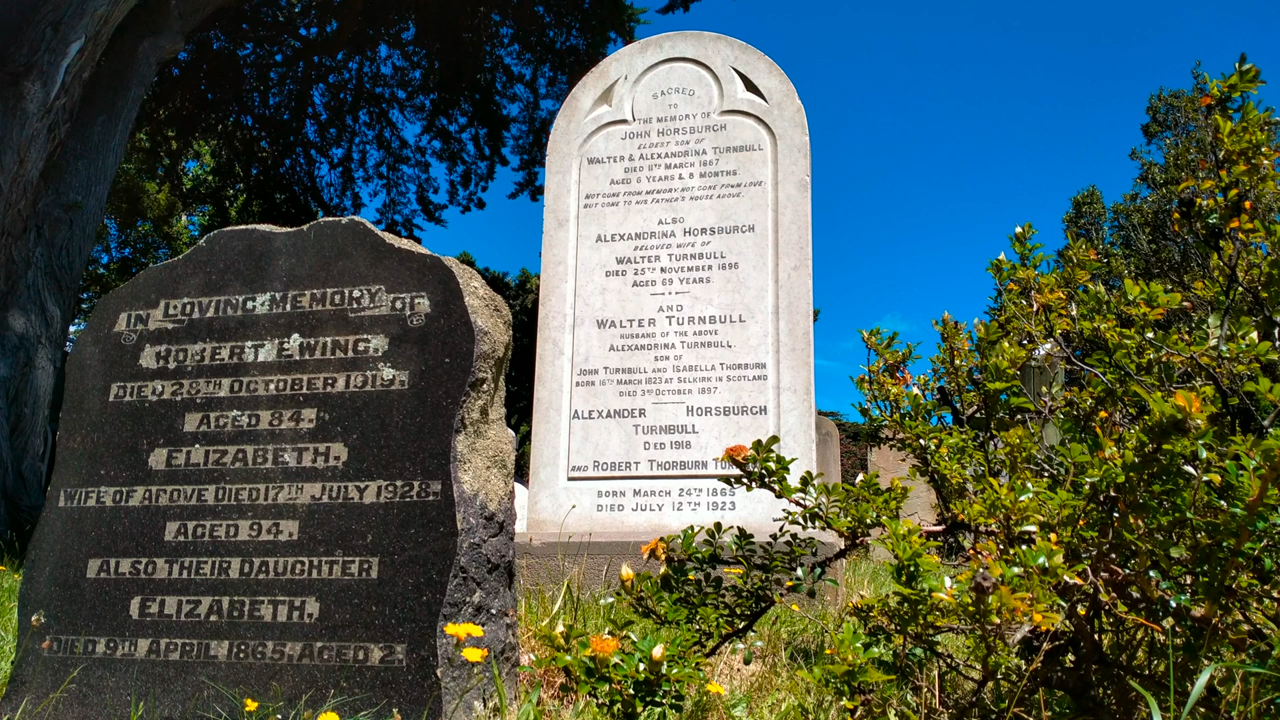 IN LOVING MEMORY OF
ROBERT EWING.
DIED 28TH OCTOBER 1919.
AGED 84.
ELIZABETH.
WIFE OF ABOVE DIED 17TH JULY 1928.
AGED 94.
ALSO THEIR DAUGHTER
ELIZABETH.
DIED 9TH APRIL 1865. AGED 2.
SACRED
TO
THE MEMORY OF
JOHN HORSBURGH
ELDEST SON OF
WALTER & ALEXANDRINA TURNBULL
DIED 11TH MARCH 1867
AGED 6 YEARS & 8 MONTHS.
NOT GONE FROM MEMORY, NOT GONE FROM LOVE:
BUT GONE TO HIS FATHER'S HOUSE ABOVE.
ALSO
ALEXANDRINA HORSBURGH
BELOVED WIFE OF
WALTER TURNBULL
DIED 25TH NOVEMBER 1896
AGED 69 YEARS.
AND
WALTER TURNBULL
HUSBAND OF THE ABOVE
ALEXANDRINA TURNBULL.
SON OF
JOHN TURNBULL AND ISABELLA THORBURN
BORN 16TH MARCH 1823 AT SELKIRK IN SCOTLAND
DIED 3RD OCTOBER 1897.
ALEXANDER HORSBURGH
TURNBULL
DIED 1918
AND ROBERT THORBURN
BORN MARCH 24TH 1865
DIED JULY 12TH 1923